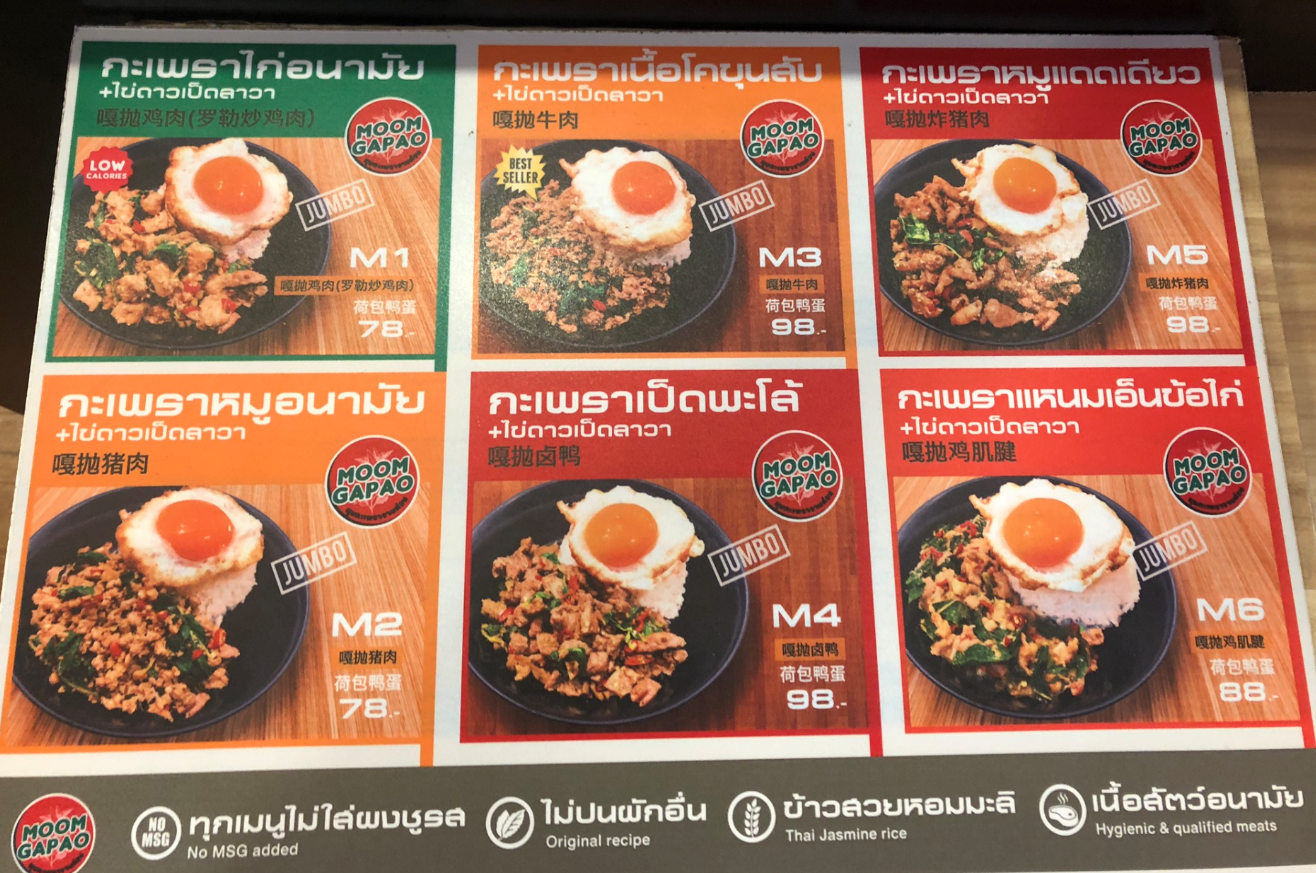 กะเพราไก่อนามัย
+ไข่ดาวเป็ดลาวา
嘎抛鸡肉(罗勒炒鸡肉)
MOOM
GAPAO
LOW
CALORIES
JUMBO
M1
嘎抛鸡肉(罗勒炒鸡肉)
荷包鸭蛋
78.-
กะเพราเนื้อโคขุนสับ
+ไข่ดาวเป็ดลาวา
嘎抛牛肉
MOOM
GAPAO
BEST
SELLER
JUMBO
M3
嘎抛牛肉
荷包鸭蛋
98.-
กะเพราหมูแดดเดียว
+ไข่ดาวเป็ดลาวา
嘎抛炸猪肉
MOOM
GAPAO
JUMBO
M5
嘎抛炸猪肉
荷包鸭蛋
98.-
กะเพราหมูอนามัย
+ไข่ดาวเป็ดลาวา
嘎抛猪肉
MOOM
GAPAO
JUMBO
M2
嘎抛猪肉
荷包鸭蛋
78.-
กะเพราเป็ดพะโล้
+ไข่ดาวเป็ดลาวา
嘎抛卤鸭
MOOM
GAPAO
JUMBO
M4
嘎抛卤鸭
荷包鸭蛋
98.-
กะเพราแหนมเอ็นข้อไก่
+ไข่ดาวเป็ดลาวา
嘎抛鸡肌腱
MOOM
GAPAO
JUMBO
M6
嘎抛鸡肌腱
荷包鸭蛋
88.-
MOOM
GAPAO
NO
MSG
ทุกเมนูไม่ใส่ผงชูรส
No MSG added
ไม่ปนผักอื่น
Original recipe
ข้าวสวยหอมมะลิ
Thai Jasmine rice
เนื้อสัตว์อนามัย
Hygienic & qualified meats